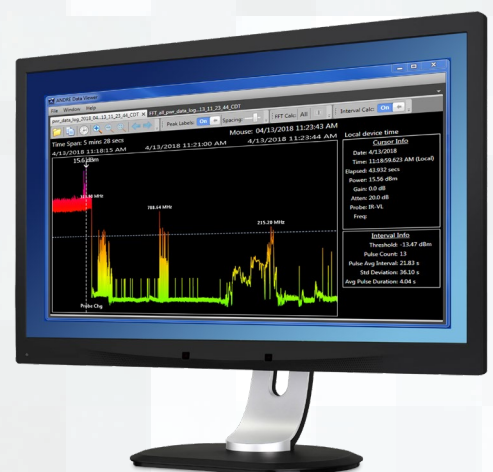 ANDRE Data Viewer
File Window Help
pwr_data_log_2018_04_13_11_23_44_CDT X FFT_all_pwr_data_log...13_11_23_44_CDT
Peak Labels: On Spacing: FFT Calc: All Interval Calc: On
Time Span: 5 mins 28 secs Mouse: 04/13/2018 11:23:43 AM
4/13/2018 11:18:15 AM 4/13/2018 11:21:00 AM 4/13/2018 11:23:44 AM
15.6 dBm
708.64 MHz
215.20 MHz
Probe Chg
Local device time
Cursor Info
Date: 4/13/2018
Time: 11:18:59.623 AM (Local)
Elapsed: 43.932 secs
Power: 15.56 dBm
Gain: 0.0 dB
Atten: 20.0 dB
Probe: IR-VL
Freq:
Interval Info
Threshold: -13.47 dBm
Pulse Count: 13
Pulse Avg Interval: 21.83 s
Std Deviation: 36.10 s
Avg Pulse Duration: 4.04 s